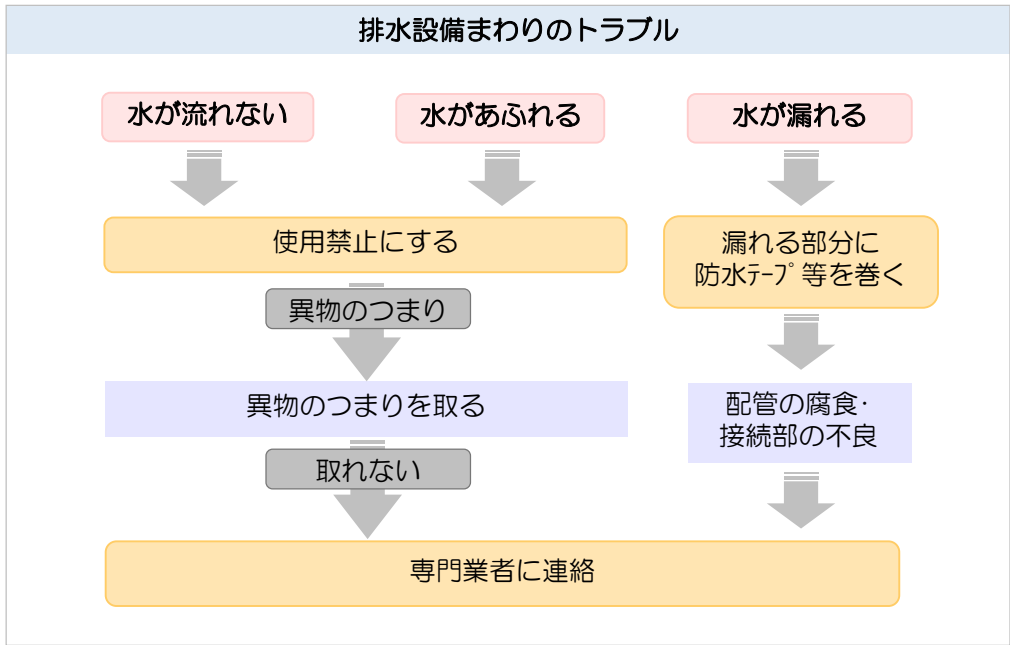 排水設備まわりのトラブル
水が流れない
水があふれる
水が漏れる
使用禁止にする
漏れる部分に
防水ﾃｰﾌﾟ等を巻く
異物のつまり
異物のつまりを取る
配管の腐食･
接続部の不良
取れない
専門業者に連絡